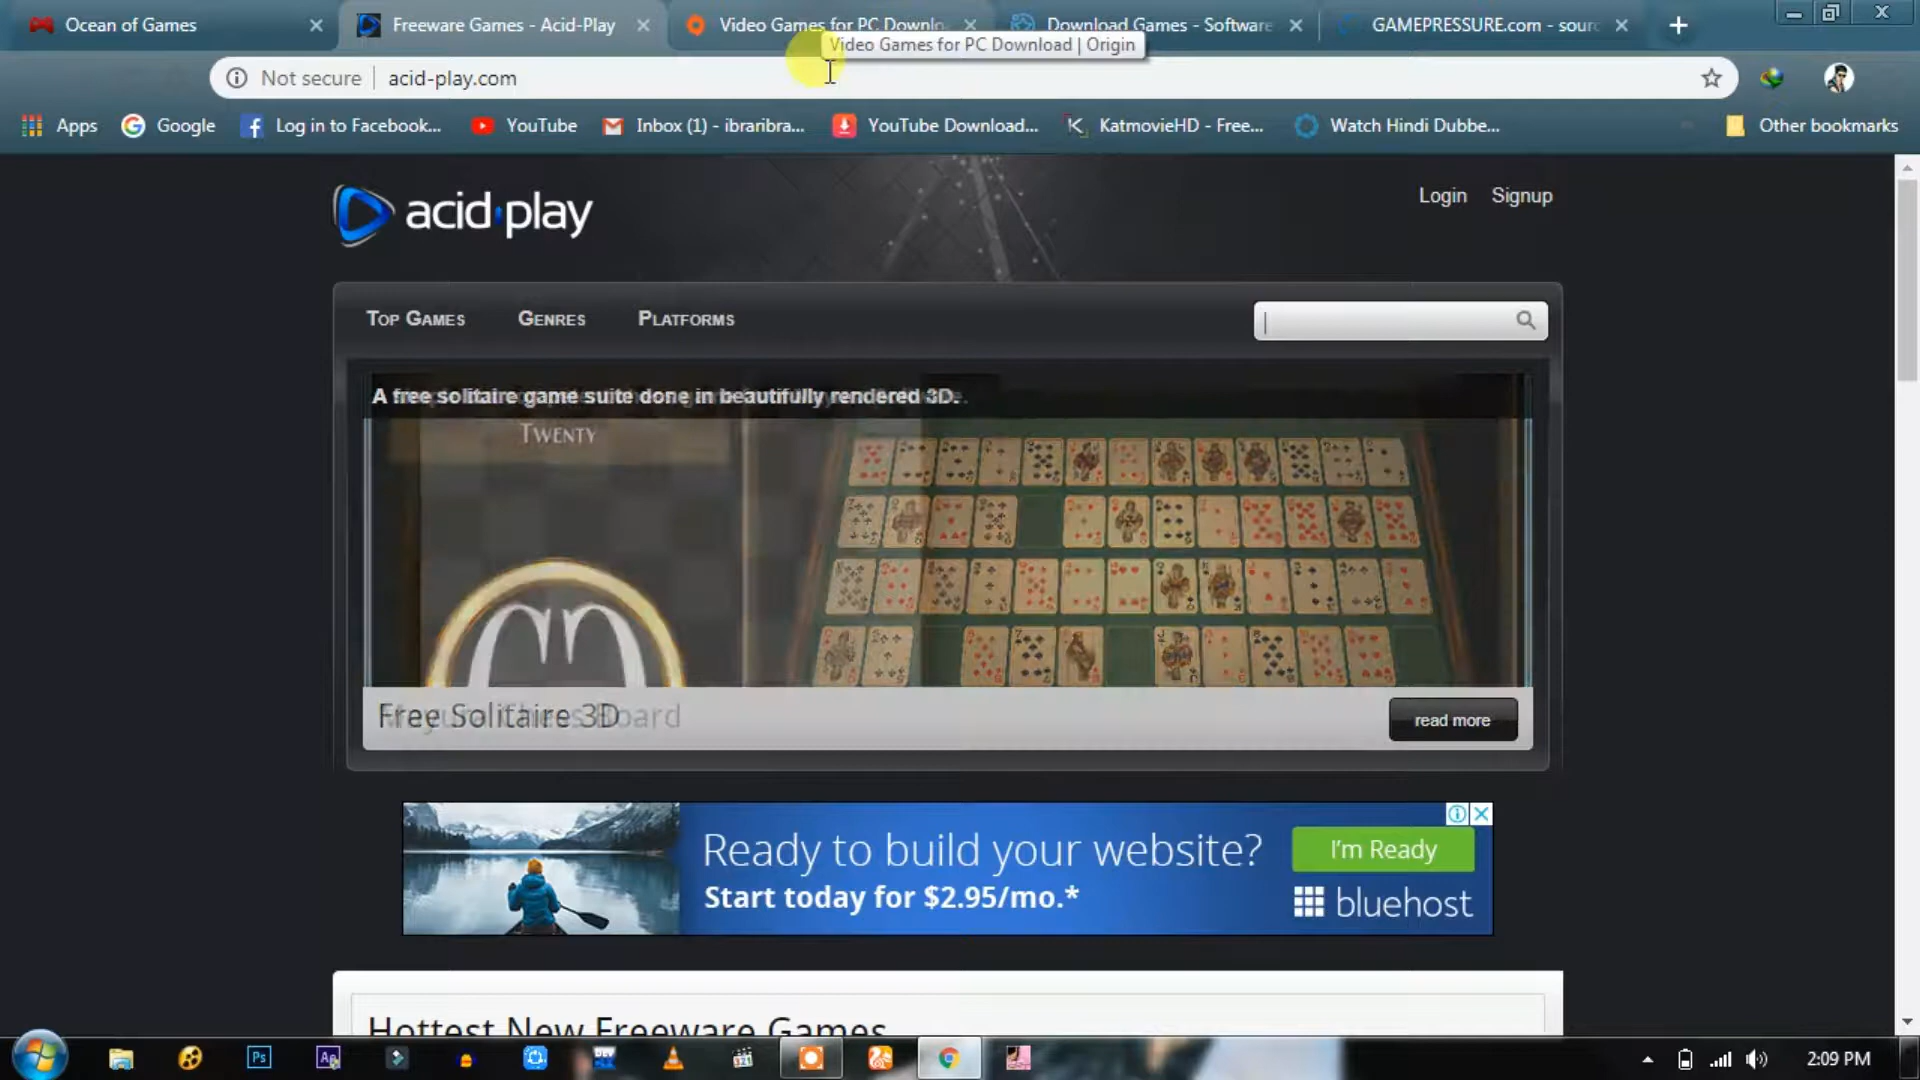 Ocean of Games
Freeware Games - Acid-Play
Video Games for PC Downlo
Download Games - Software
GAMEPRESSURE.com - sour
Video Games for PC Download | Origin
Not secure
acid-play.com
Apps
Google
Log in to Facebook...
YouTube
Inbox (1) - ibraribra...
YouTube Download...
KatmovieHD - Free...
Watch Hindi Dubbe...
Other bookmarks
acid play
Login
Signup
Top Games
Genres
Platforms
A free solitaire game suite done in beautifully rendered 3D.
Twenty
Free Solitaire 3D
read more
Ready to build your website?
I'm Ready
Start today for $2.95/mo.*
bluehost
Hottest New Freeware Games
Ps
Ae
DEV
321
2:09 PM